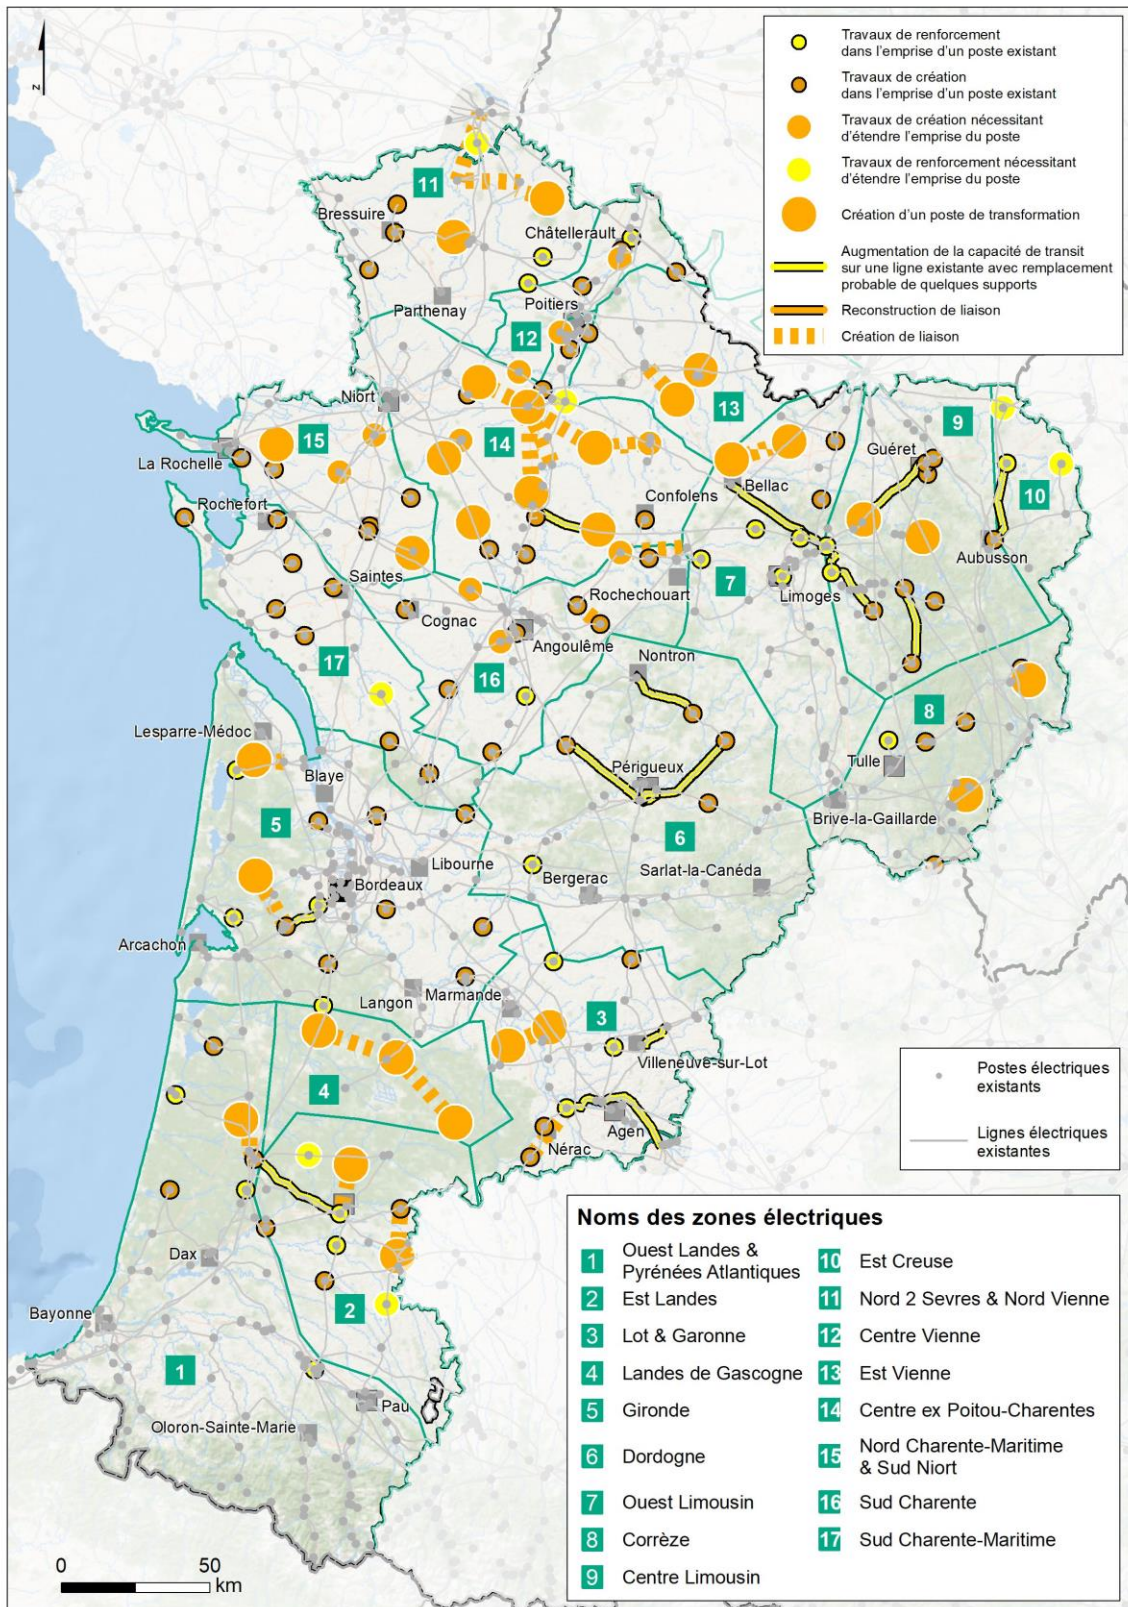 Travaux de renforcement
dans l'emprise d'un poste existant
Travaux de création
dans l'emprise d'un poste existant
Travaux de création nécessitant
d'étendre l'emprise du poste
Travaux de renforcement nécessitant
d'étendre l'emprise du poste
Création d'un poste de transformation
Augmentation de la capacité de transit
sur une ligne existante avec remplacement
probable de quelques supports
Reconstruction de liaison
Création de liaison
N
11
Bressuire
Châtellerault
Parthenay
Poitiers
12
Niort
13
15
14
9
La Rochelle
Guéret
Bellac
10
Rochefort
Confolens
Aubusson
Saintes
7
Rochechouart
Limoges
Cognac
Angoulême
17
16
Nontron
8
Lesparre-Médoc
Tulle
Blaye
Périgueux
5
6
Brive-la-Gaillarde
Libourne
Bergerac
Sarlat-la-Canéda
Bordeaux
Arcachon
Langon
Marmande
3
Villeneuve-sur-Lot
4
Agen
Nérac
Dax
Bayonne
2
1
Pau
Oloron-Sainte-Marie
Postes électriques
existants
Lignes électriques
existantes
Noms des zones électriques
1 Ouest Landes &
Pyrénées Atlantiques
2 Est Landes
3 Lot & Garonne
4 Landes de Gascogne
5 Gironde
6 Dordogne
7 Ouest Limousin
8 Corrèze
9 Centre Limousin
10 Est Creuse
11 Nord 2 Sevres & Nord Vienne
12 Centre Vienne
13 Est Vienne
14 Centre ex Poitou-Charentes
15 Nord Charente-Maritime
& Sud Niort
16 Sud Charente
17 Sud Charente-Maritime
0 50
km